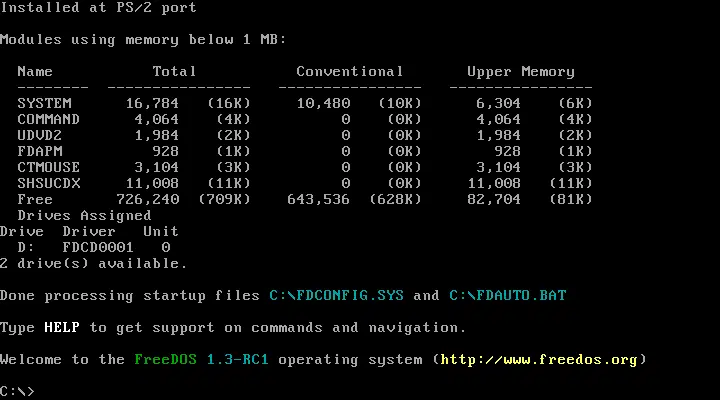 Installed at PS/2 port
Modules using memory below 1 MB:
Name Total Conventional Upper Memory
-------- ---------------- ---------------- ----------------
SYSTEM 16,784 (16K) 10,480 (10K) 6,304 (6K)
COMMAND 4,064 (4K) 0 (0K) 4,064 (4K)
UDVD2 1,984 (2K) 0 (0K) 1,984 (2K)
FDAPM 928 (1K) 0 (0K) 928 (1K)
CTMOUSE 3,104 (3K) 0 (0K) 3,104 (3K)
SHSUCDX 11,008 (11K) 0 (0K) 11,008 (11K)
Free 726,240 (709K) 643,536 (628K) 82,704 (81K)
Drives Assigned
Drive Driver Unit
D: FDCD0001 0
2 drive(s) available.
Done processing startup files C:\FDCONFIG.SYS and C:\FDAUTO.BAT
Type HELP to get support on commands and navigation.
Welcome to the FreeDOS 1.3-RC1 operating system (http://www.freedos.org)
C:\>